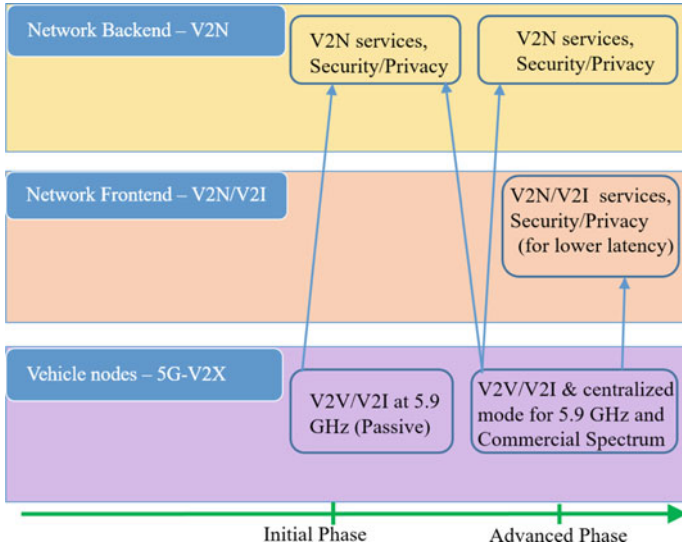 Network Backend – V2N
V2N services,
Security/Privacy
V2N services,
Security/Privacy
Network Frontend – V2N/V2I
V2N/V2I services,
Security/Privacy
(for lower latency)
Vehicle nodes – 5G-V2X
V2V/V2I at 5.9
GHz (Passive)
V2V/V2I & centralized
mode for 5.9 GHz and
Commercial Spectrum
Initial Phase
Advanced Phase